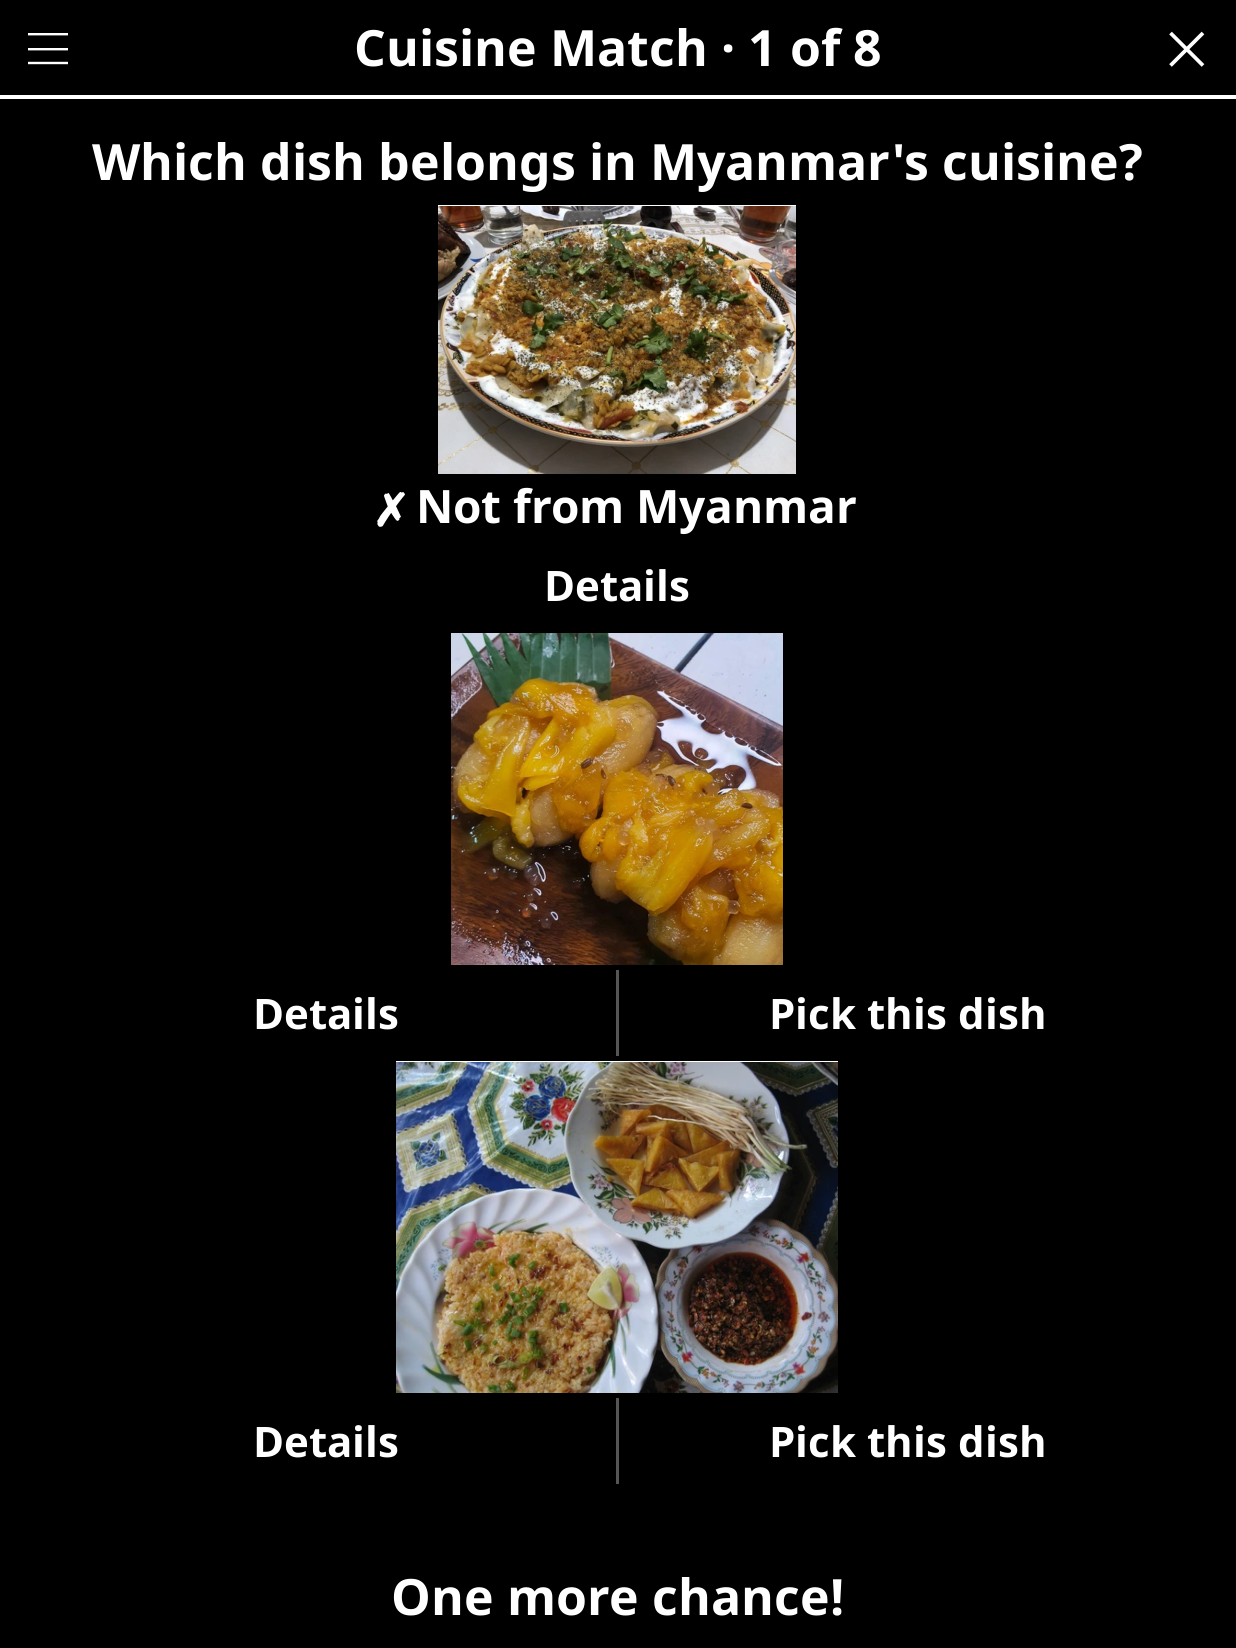 Cuisine Match · 1 of 8
Which dish belongs in Myanmar's cuisine?
✗ Not from Myanmar
Details
Details
Pick this dish
Details
Pick this dish
One more chance!